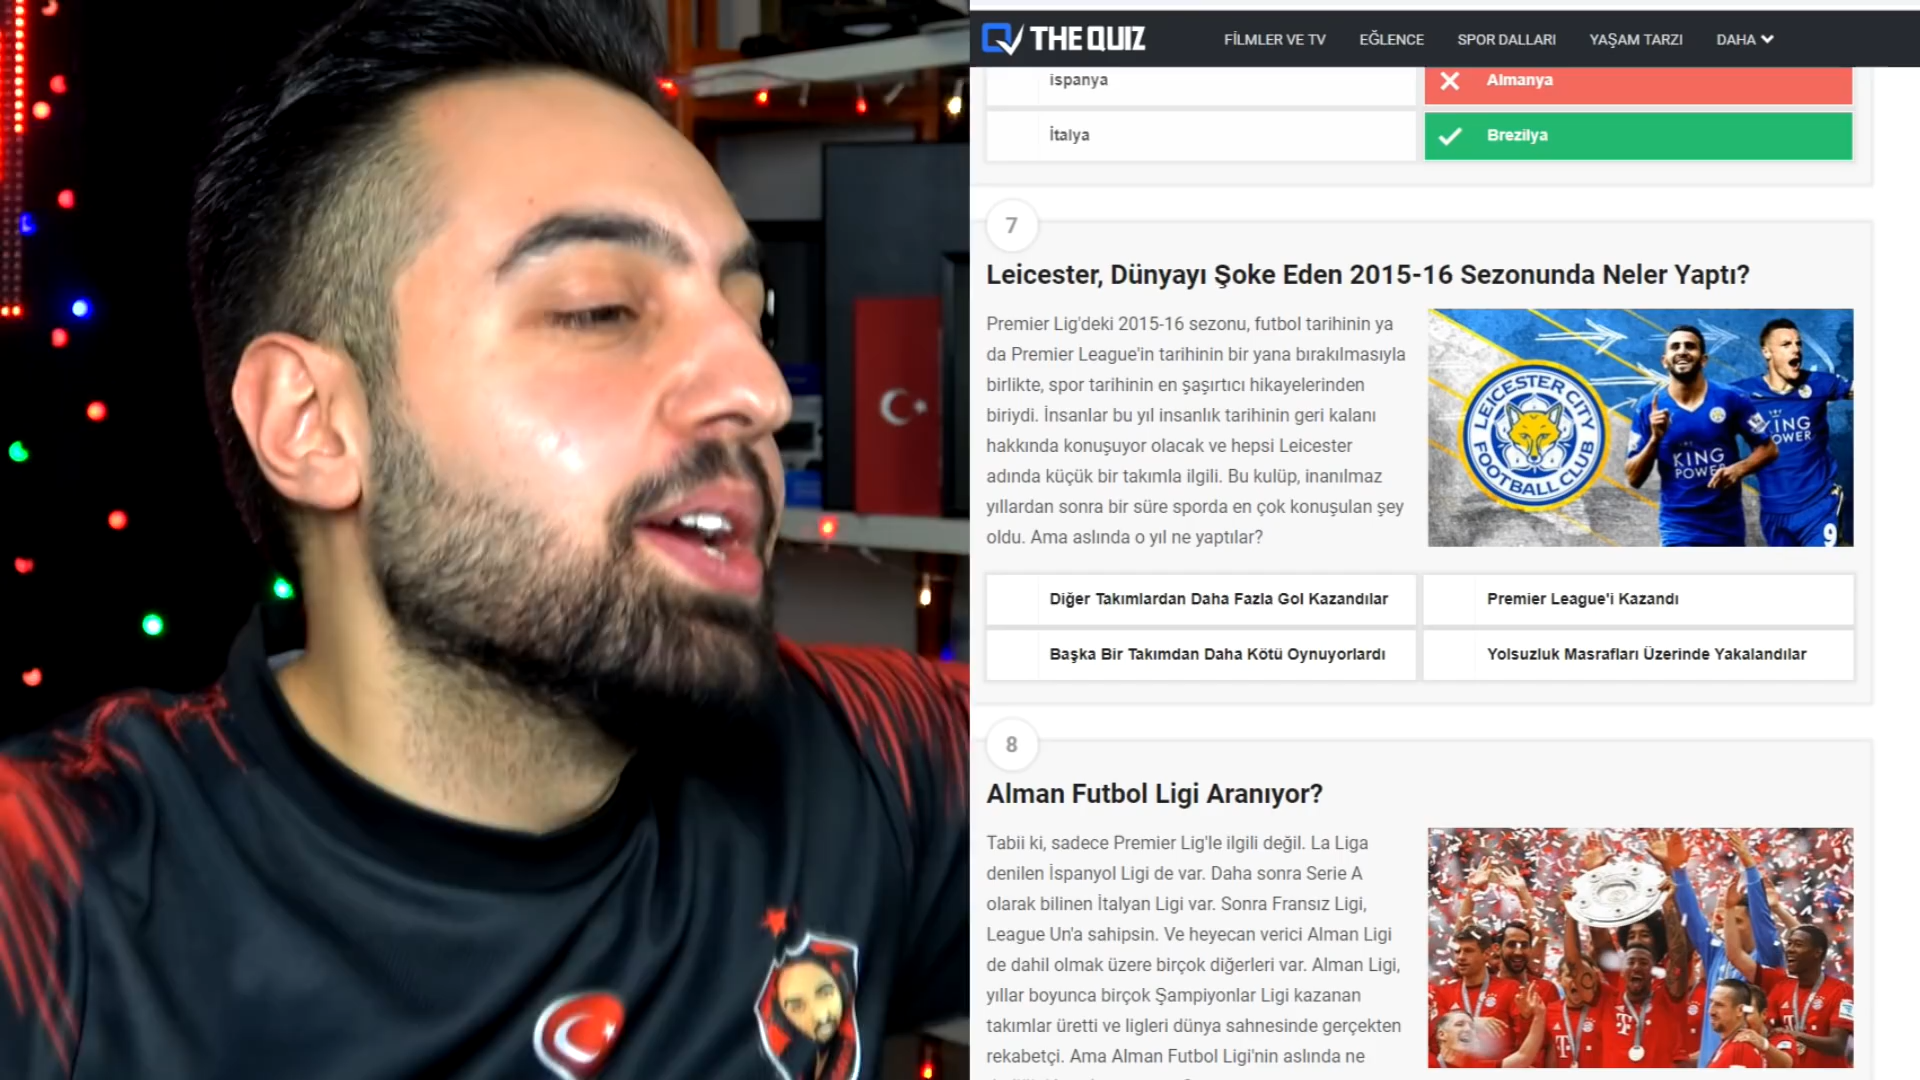 THE QUIZ
FİLMLER VE TV
EĞLENCE
SPOR DALLARI
YAŞAM TARZI
DAHA
ispanya
Almanya
İtalya
Brezilya
7
Leicester, Dünyayı Şoke Eden 2015-16 Sezonunda Neler Yaptı?
Premier Lig'deki 2015-16 sezonu, futbol tarihinin ya
da Premier League'in tarihinin bir yana bırakılmasıyla
birlikte, spor tarihinin en şaşırtıcı hikayelerinden
biriydi. İnsanlar bu yıl insanlık tarihinin geri kalanı
hakkında konuşuyor olacak ve hepsi Leicester
adında küçük bir takımla ilgili. Bu kulüp, inanılmaz
yıllardan sonra bir süre sporda en çok konuşulan şey
oldu. Ama aslında o yıl ne yaptılar?
LEICESTER CITY
FOOTBALL CLUB
KING
POWER
KING
POWER
9
Diğer Takımlardan Daha Fazla Gol Kazandılar
Premier League'i Kazandı
Başka Bir Takımdan Daha Kötü Oynuyorlardı
Yolsuzluk Masrafları Üzerinde Yakalandılar
8
Alman Futbol Ligi Aranıyor?
Tabii ki, sadece Premier Lig'le ilgili değil. La Liga
denilen İspanyol Ligi de var. Daha sonra Serie A
olarak bilinen İtalyan Ligi var. Sonra Fransız Ligi,
League Un'a sahipsin. Ve heyecan verici Alman Ligi
de dahil olmak üzere birçok diğerleri var. Alman Ligi,
yıllar boyunca birçok Şampiyonlar Ligi kazanan
takımlar üretti ve ligleri dünya sahnesinde gerçekten
rekabetçi. Ama Alman Futbol Ligi'nin aslında ne